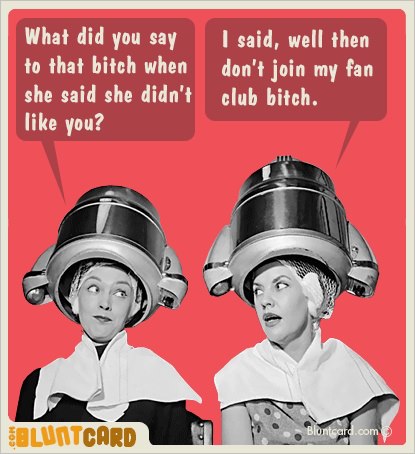 What did you say
to that bitch when
she said she didn't
like you?
I said, well then
don't join my fan
club bitch.
Bluntcard.com ©
BLUNTCARD
.COM